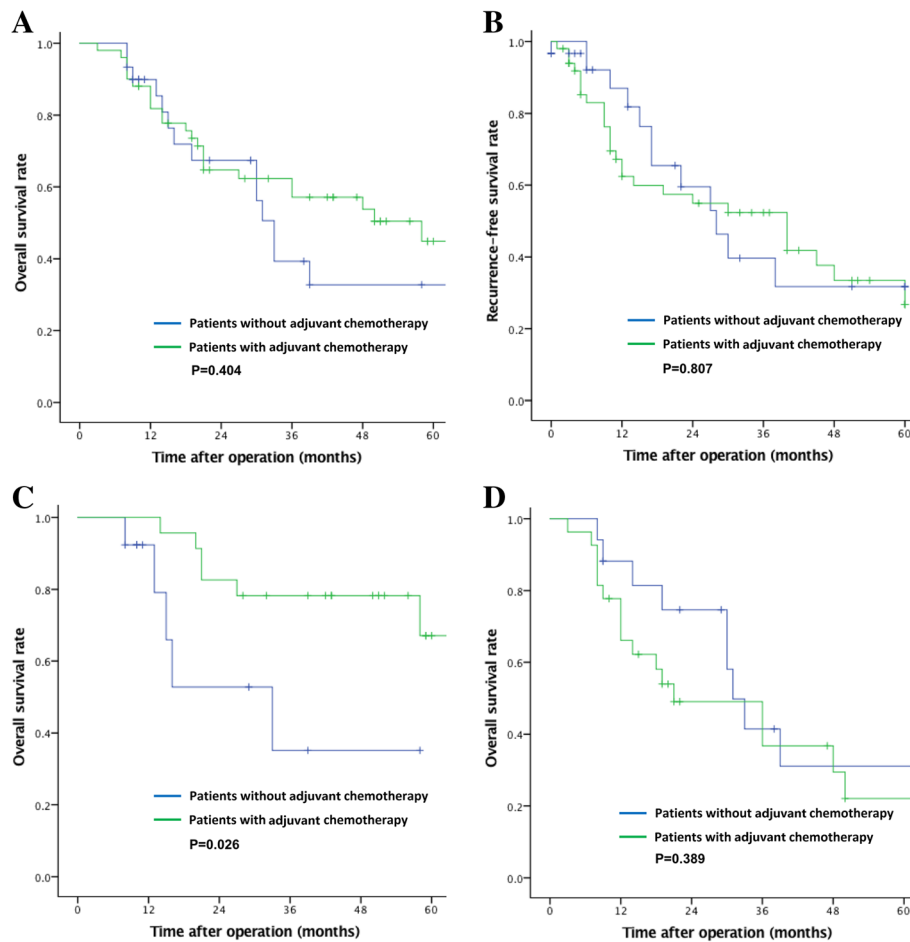 A
Overall survival rate
1.0
0.8
0.6
0.4
0.2
0.0
Patients without adjuvant chemotherapy
Patients with adjuvant chemotherapy
P=0.404
0 12 24 36 48 60
Time after operation (months)
B
Recurrence-free survival rate
1.0
0.8
0.6
0.4
0.2
0.0
Patients without adjuvant chemotherapy
Patients with adjuvant chemotherapy
P=0.807
0 12 24 36 48 60
Time after operation (months)
C
Overall survival rate
1.0
0.8
0.6
0.4
0.2
0.0
Patients without adjuvant chemotherapy
Patients with adjuvant chemotherapy
P=0.026
0 12 24 36 48 60
Time after operation (months)
D
Overall survival rate
1.0
0.8
0.6
0.4
0.2
0.0
Patients without adjuvant chemotherapy
Patients with adjuvant chemotherapy
P=0.389
0 12 24 36 48 60
Time after operation (months)